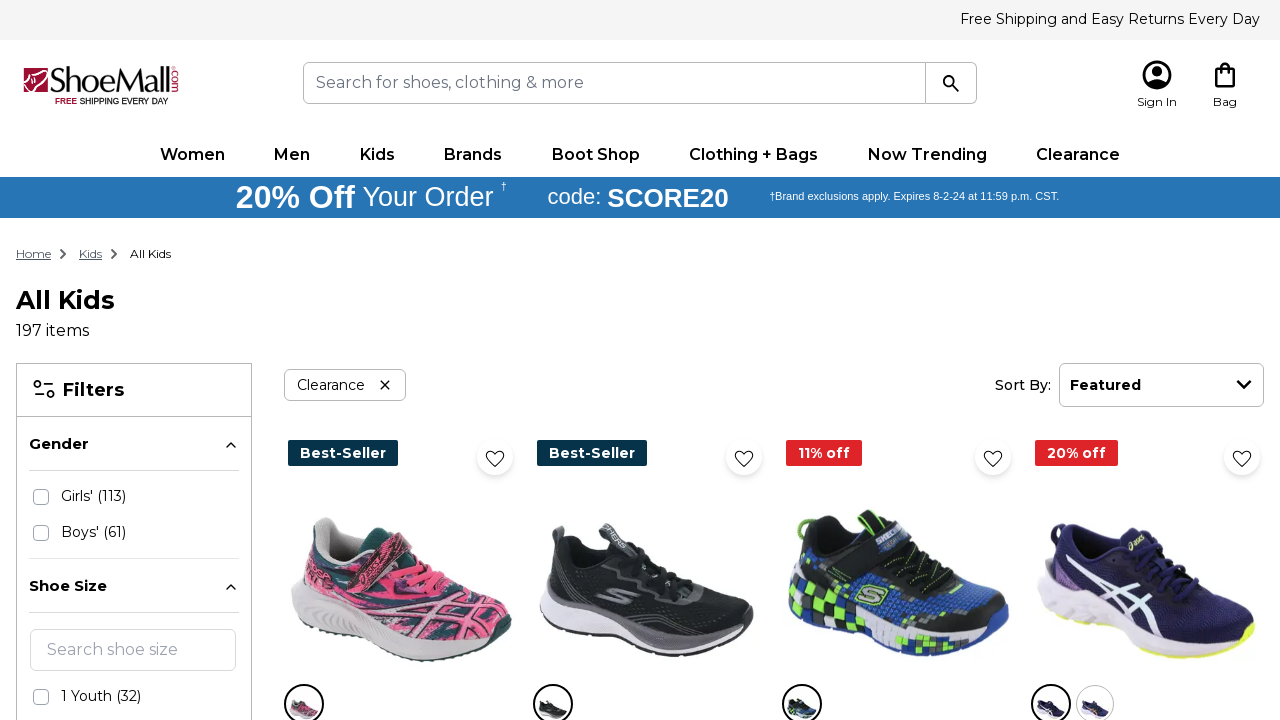 Free Shipping and Easy Returns Every Day
ShoeMall.com
FREE SHIPPING EVERY DAY
Search for shoes, clothing & more
Sign In
Bag
Women
Men
Kids
Brands
Boot Shop
Clothing + Bags
Now Trending
Clearance
20% Off Your Order † code: SCORE20 †Brand exclusions apply. Expires 8-2-24 at 11:59 p.m. CST.
Home
Kids
All Kids
All Kids
197 items
Filters
Clearance
Sort By: Featured
Gender
Girls' (113)
Boys' (61)
Shoe Size
Search shoe size
1 Youth (32)
Best-Seller
Best-Seller
11% off
20% off